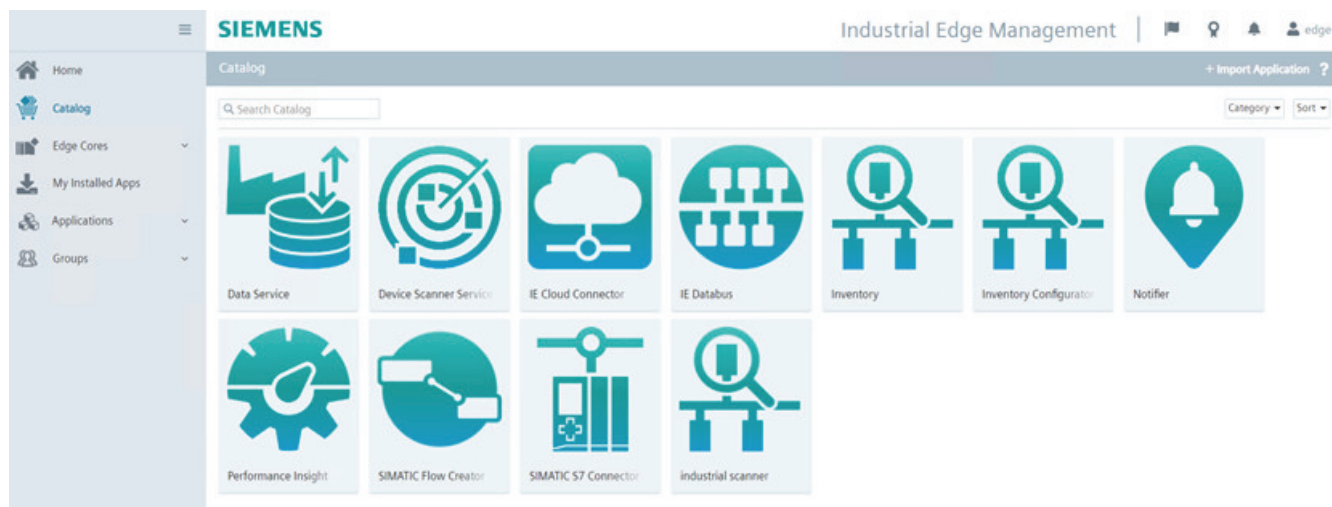 SIEMENS
Industrial Edge Management
edge
Home
Catalog
Edge Cores
My Installed Apps
Applications
Groups
Catalog
+ Import Application ?
Search Catalog
Category
Sort
Data Service
Device Scanner Service
IE Cloud Connector
IE Databus
Inventory
Inventory Configurator
Notifier
Performance Insight
SIMATIC Flow Creator
SIMATIC S7 Connector
industrial scanner